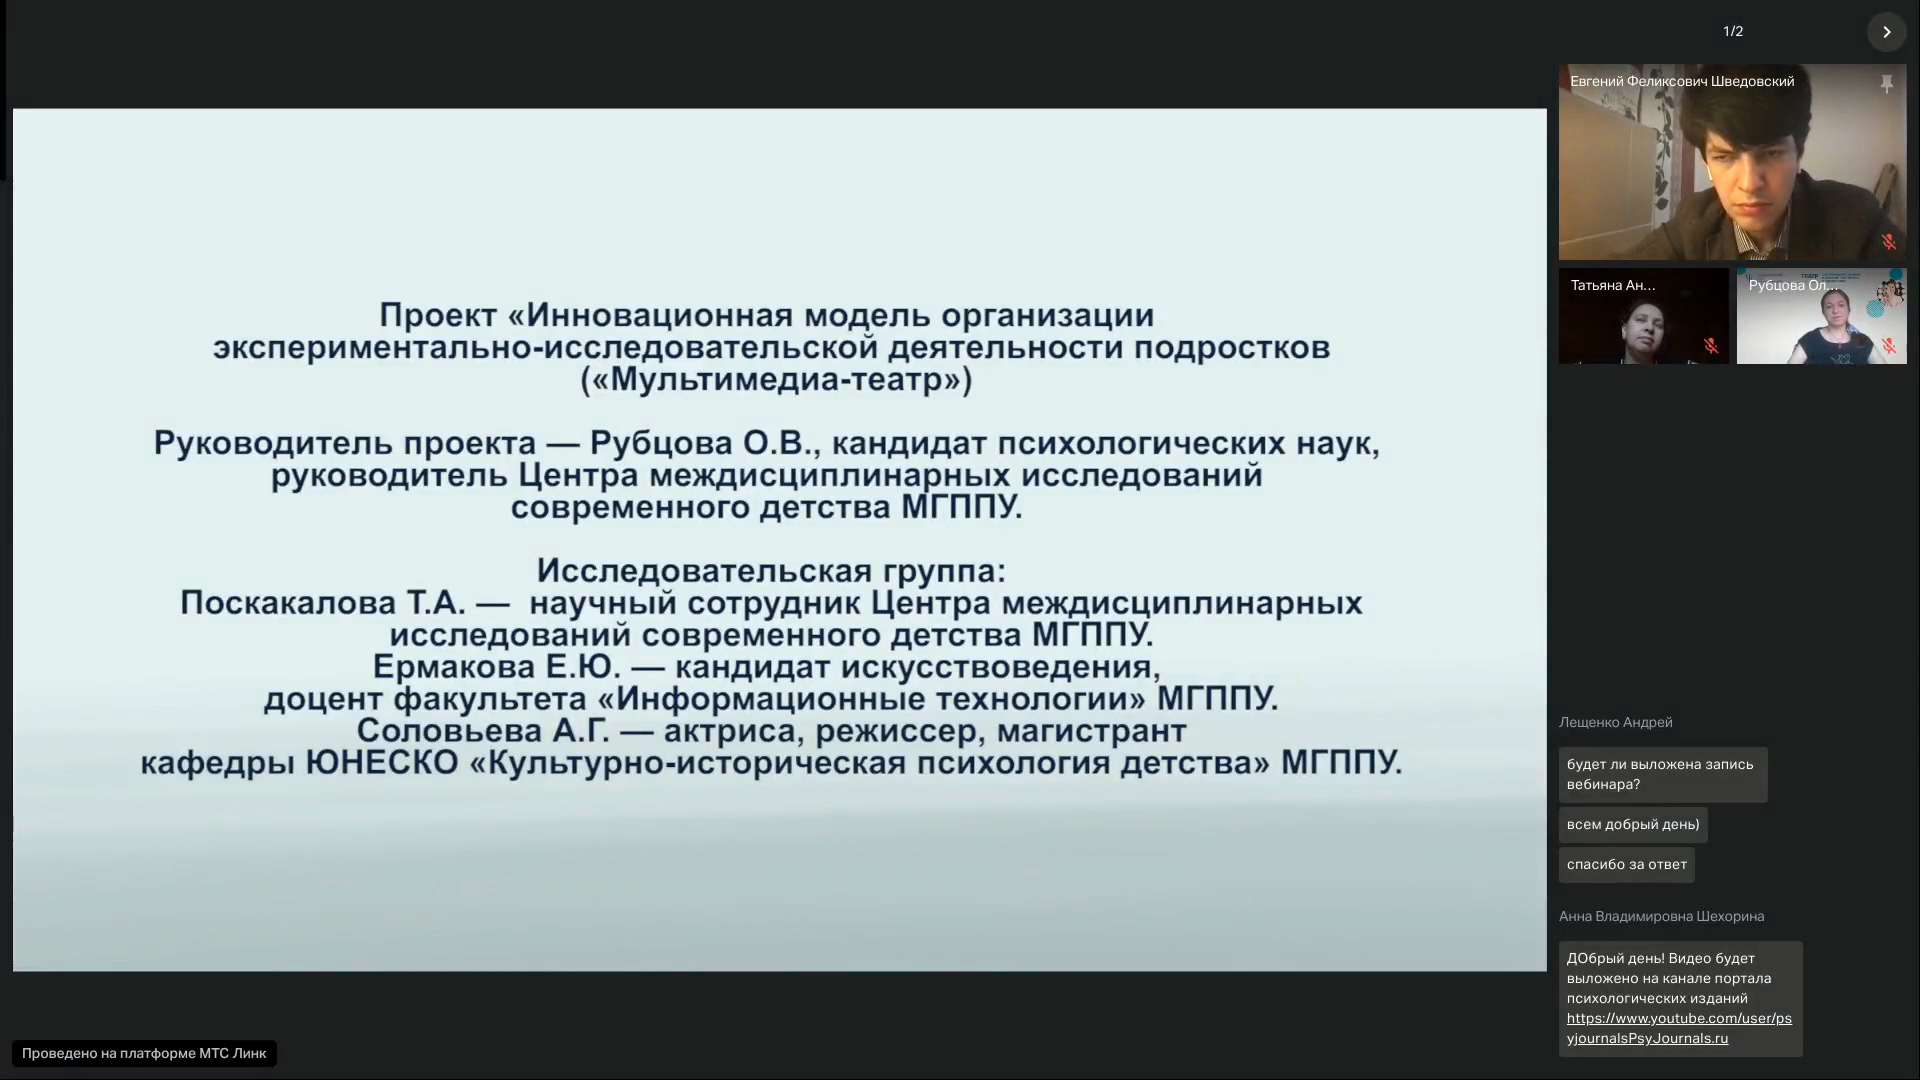 1/2
Евгений Феликсович Шведовский
Татьяна Ан...
Рубцова Ол...
Проект «Инновационная модель организации
экспериментально-исследовательской деятельности подростков
(«Мультимедиа-театр»)
Руководитель проекта — Рубцова О.В., кандидат психологических наук,
руководитель Центра междисциплинарных исследований
современного детства МГППУ.
Исследовательская группа:
Поскакалова Т.А. — научный сотрудник Центра междисциплинарных
исследований современного детства МГППУ.
Ермакова Е.Ю. — кандидат искусствоведения,
доцент факультета «Информационные технологии» МГППУ.
Соловьева А.Г. — актриса, режиссер, магистрант
кафедры ЮНЕСКО «Культурно-историческая психология детства» МГППУ.
Лещенко Андрей
будет ли выложена запись
вебинара?
всем добрый день)
спасибо за ответ
Анна Владимировна Шехорина
ДОбрый день! Видео будет
выложено на канале портала
психологических изданий
https://www.youtube.com/user/ps
yjournalsPsyJournals.ru
Проведено на платформе МТС Линк